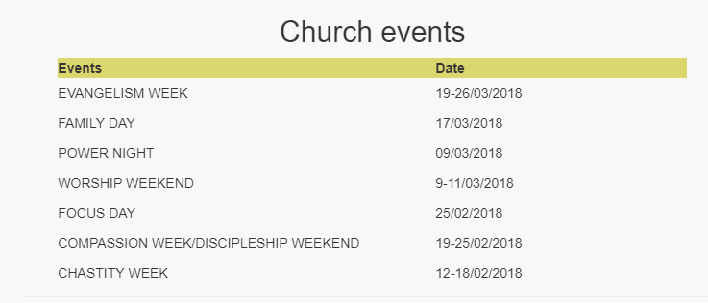 Church events
Events Date
EVANGELISM WEEK 19-26/03/2018
FAMILY DAY 17/03/2018
POWER NIGHT 09/03/2018
WORSHIP WEEKEND 9-11/03/2018
FOCUS DAY 25/02/2018
COMPASSION WEEK/DISCIPLESHIP WEEKEND 19-25/02/2018
CHASTITY WEEK 12-18/02/2018